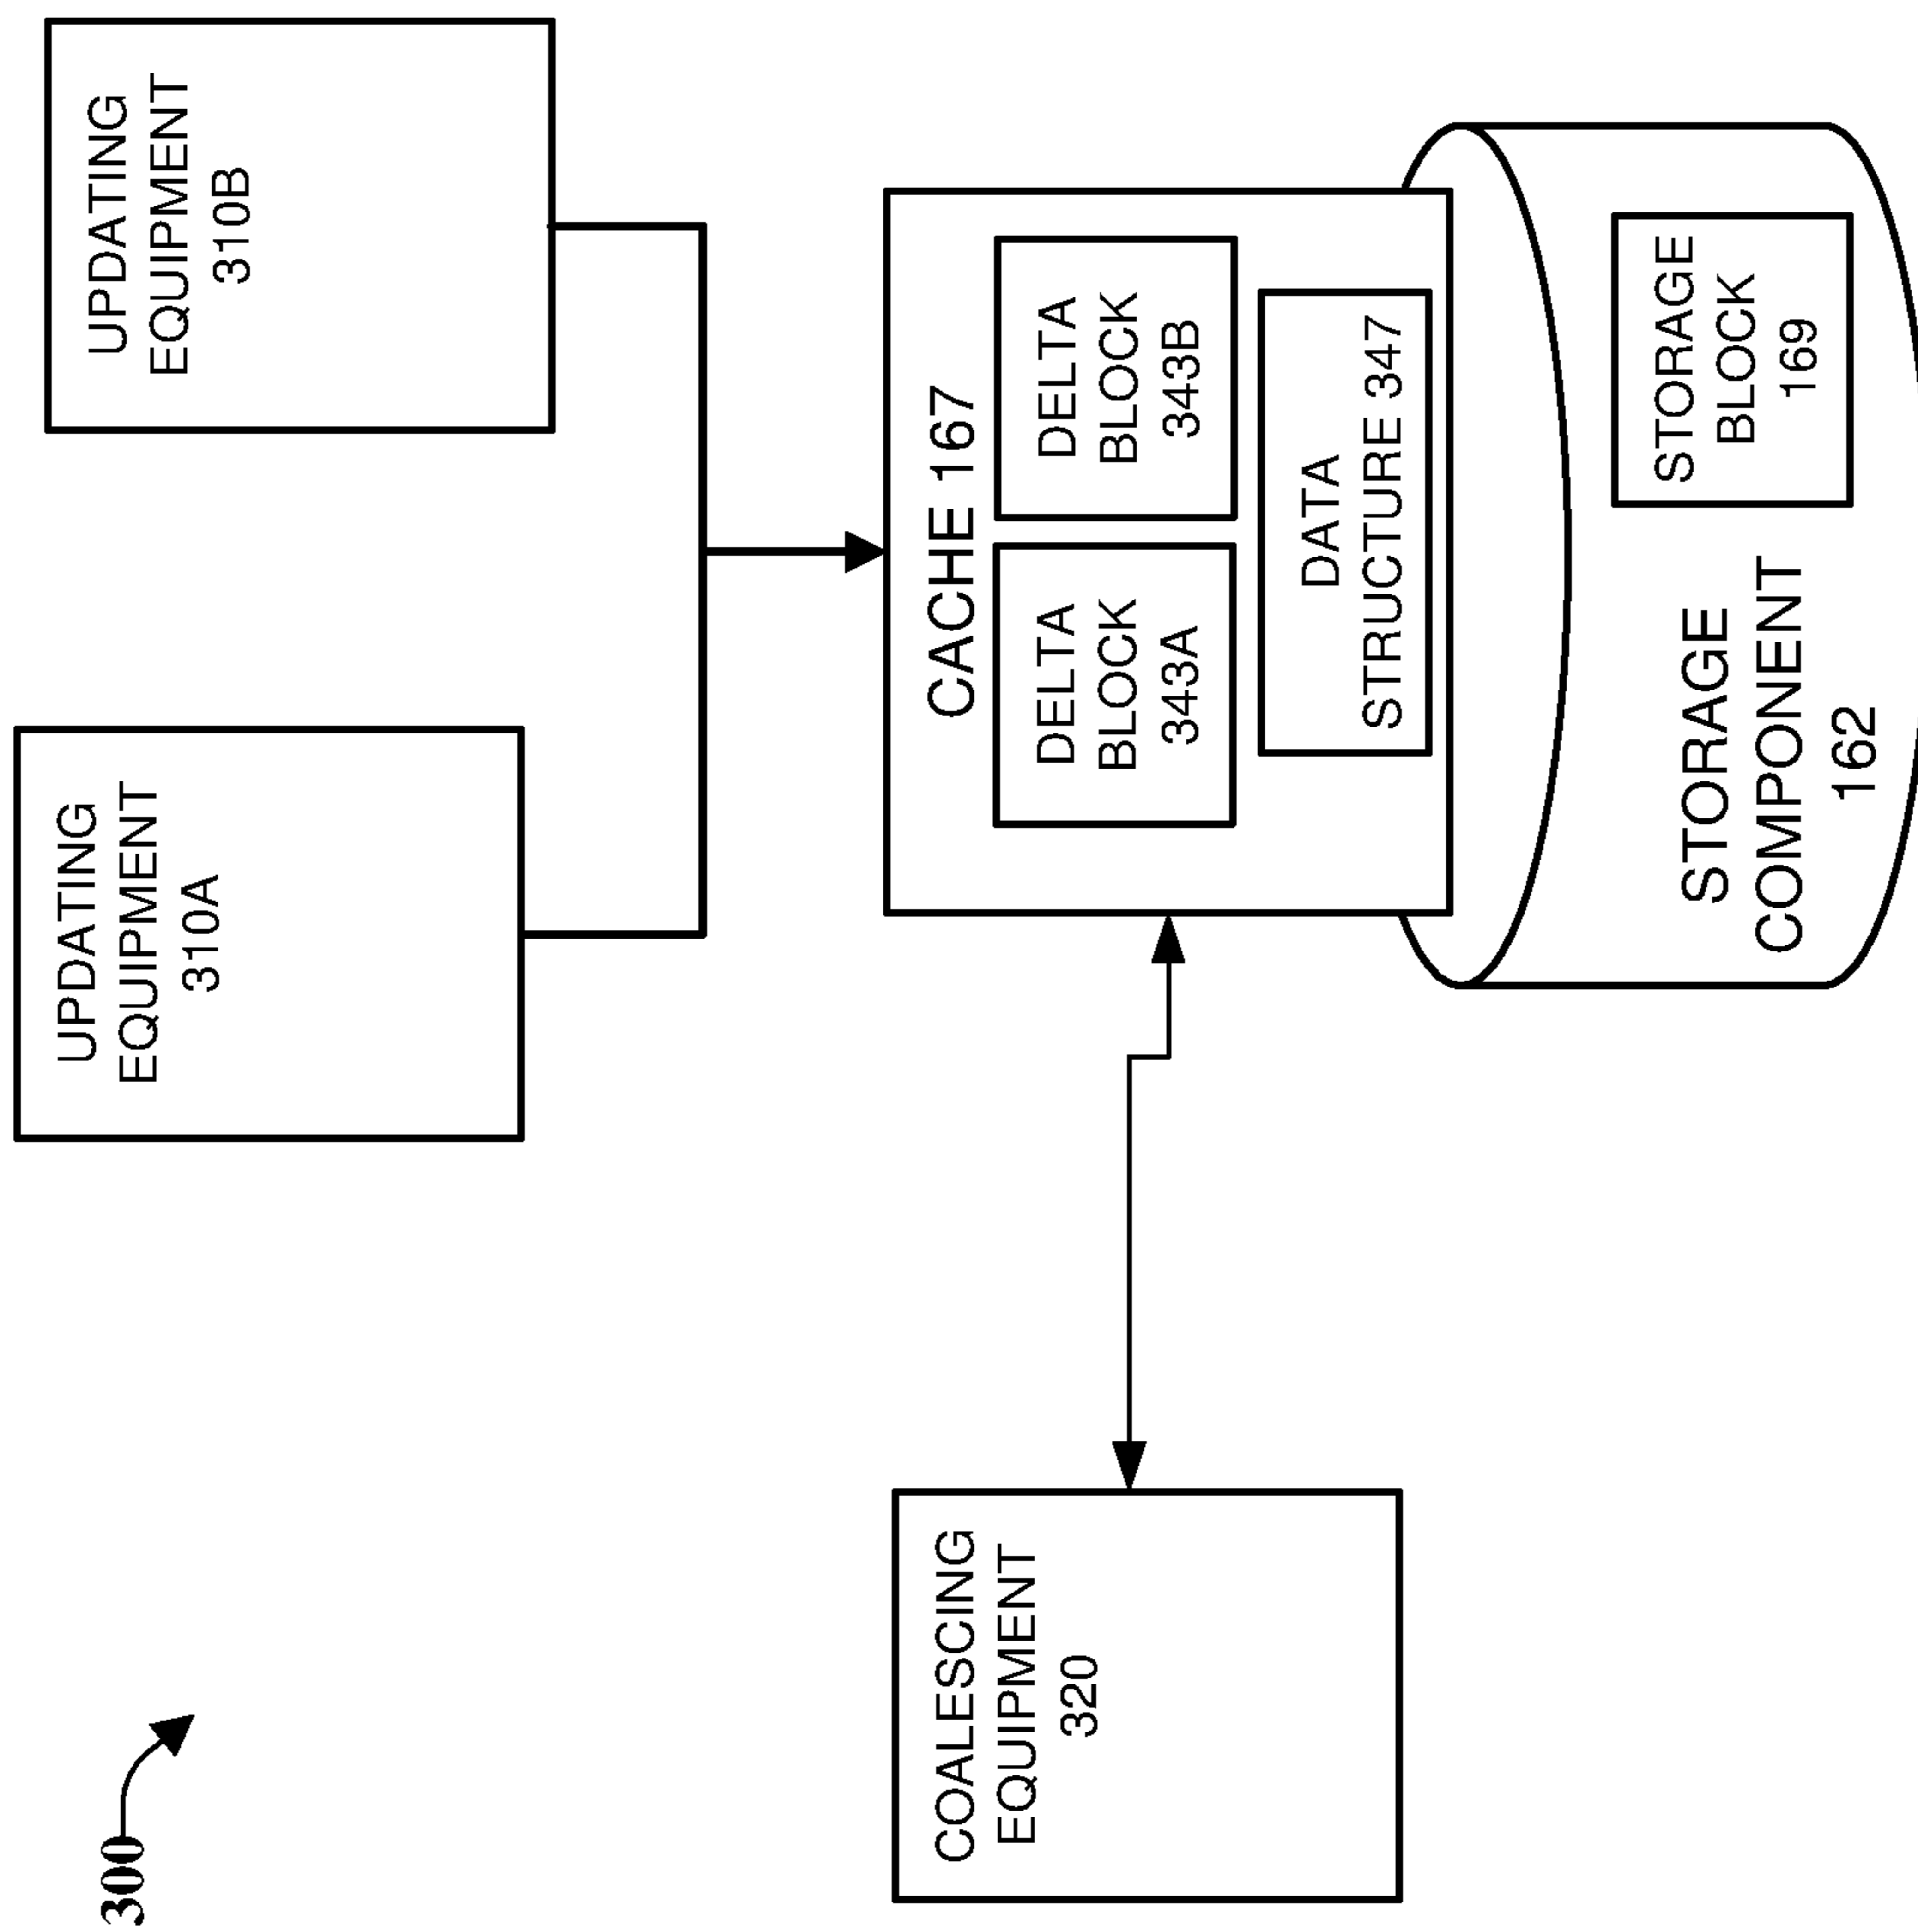 300
UPDATING
EQUIPMENT
310A
UPDATING
EQUIPMENT
310B
COALESCING
EQUIPMENT
320
CACHE 167
DELTA
BLOCK
343A
DELTA
BLOCK
343B
DATA
STRUCTURE 347
STORAGE
COMPONENT
162
STORAGE
BLOCK
169